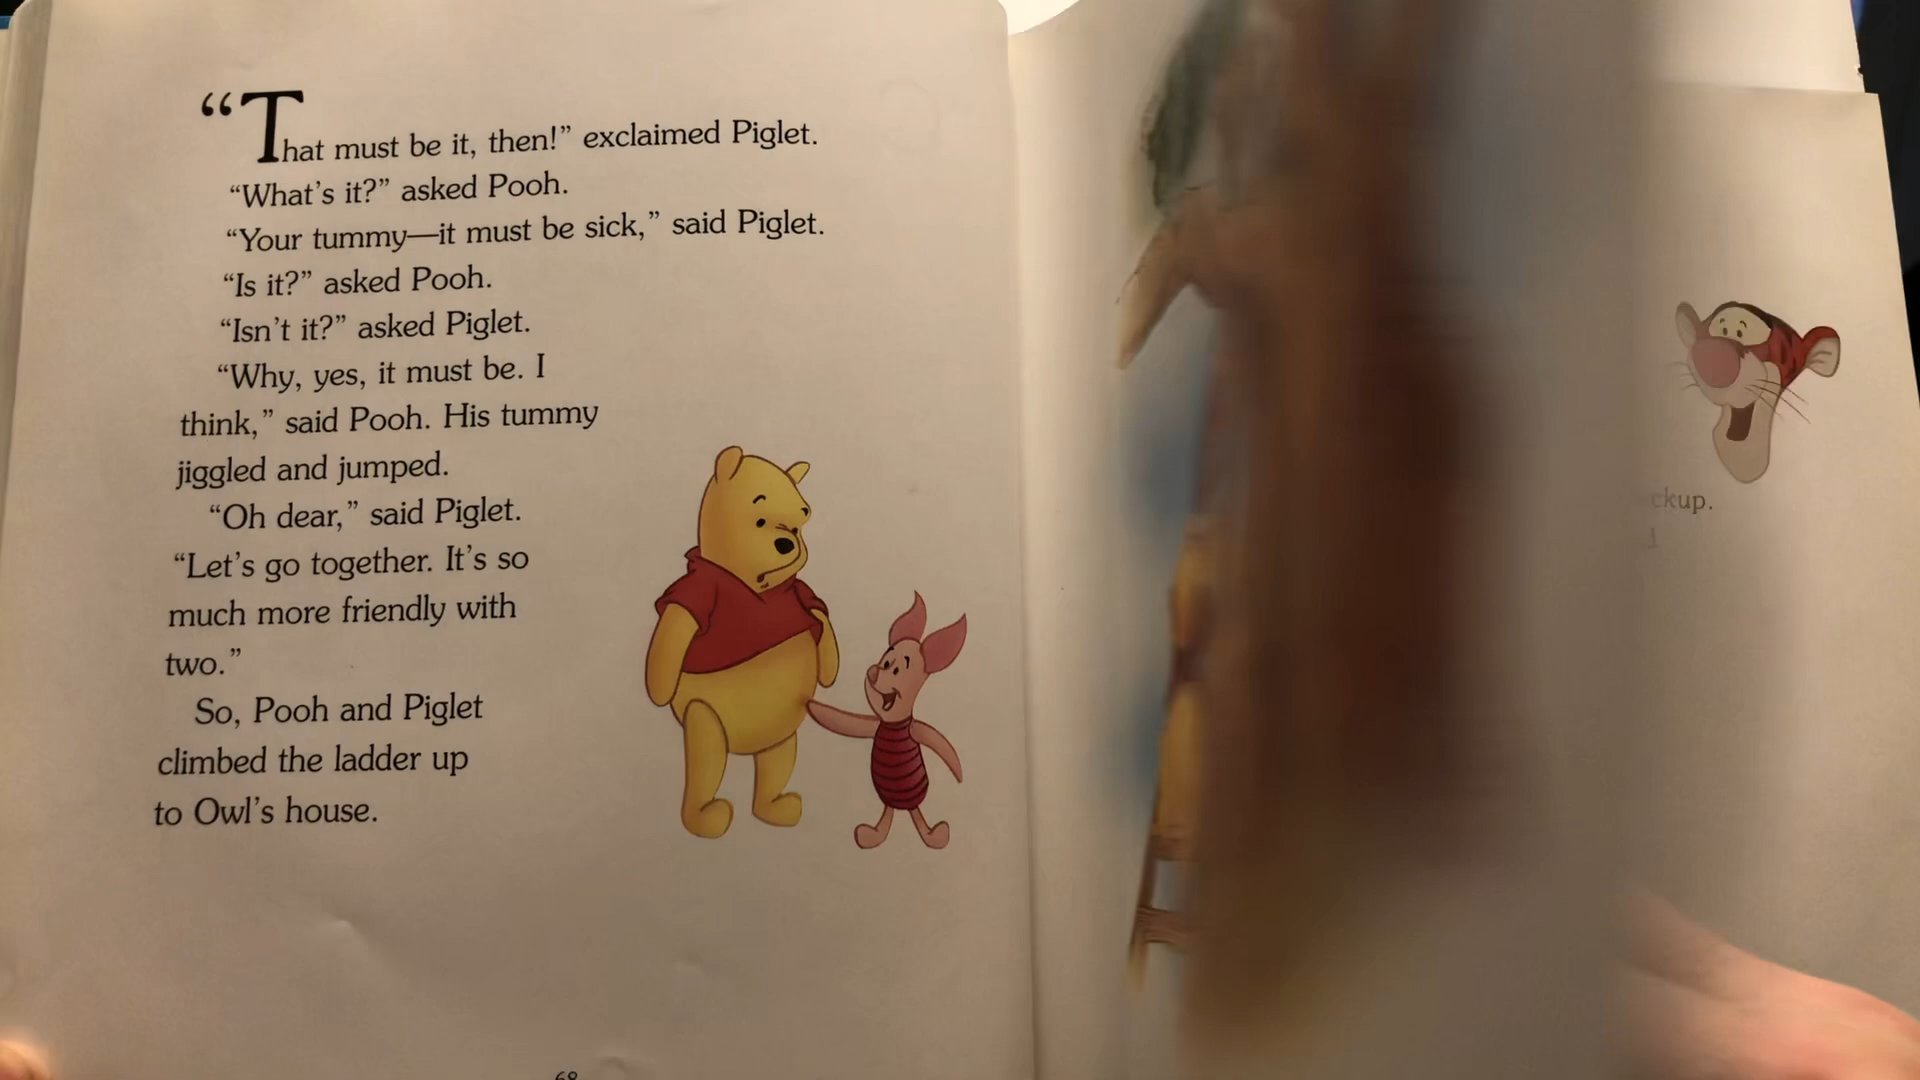 “That must be it, then!” exclaimed Piglet.
“What’s it?” asked Pooh.
“Your tummy—it must be sick,” said Piglet.
“Is it?” asked Pooh.
“Isn’t it?” asked Piglet.
“Why, yes, it must be. I
think,” said Pooh. His tummy
jiggled and jumped.
“Oh dear,” said Piglet.
“Let’s go together. It’s so
much more friendly with
two.”
So, Pooh and Piglet
climbed the ladder up
to Owl’s house.
68
ckup.